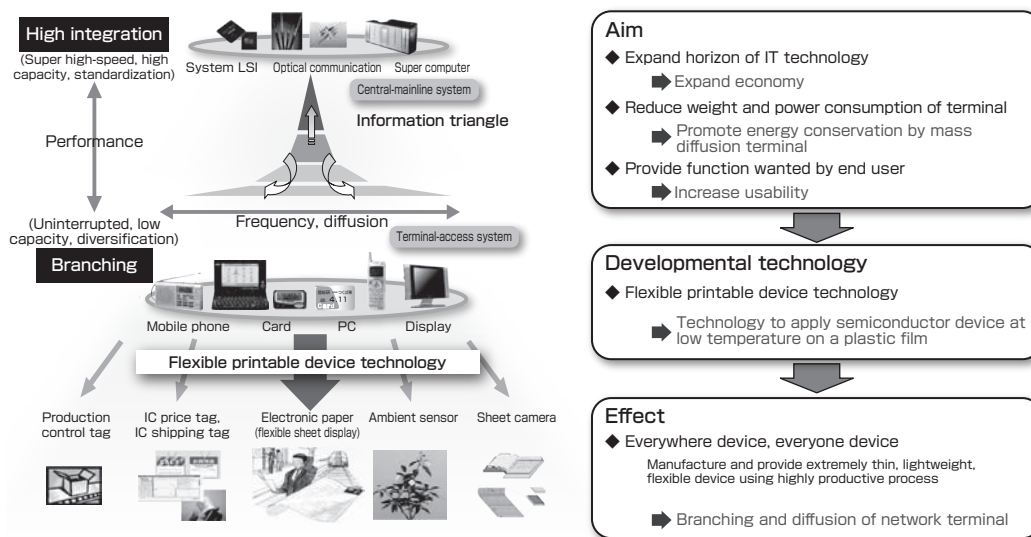 High integration
(Super high-speed, high
capacity, standardization)
Performance
(Uninterrupted, low
capacity, diversification)
Branching
System LSI
Optical communication
Super computer
Central-mainline system
Information triangle
Frequency, diffusion
Terminal-access system
4.11
Mobile phone
Card
PC
Display
Flexible printable device technology
Production
control tag
IC price tag,
IC shipping tag
Electronic paper
(flexible sheet display)
Ambient sensor
Sheet camera
Aim
◆ Expand horizon of IT technology
Expand economy
◆ Reduce weight and power consumption of terminal
Promote energy conservation by mass
diffusion terminal
◆ Provide function wanted by end user
Increase usability
Developmental technology
◆ Flexible printable device technology
Technology to apply semiconductor device at
low temperature on a plastic film
Effect
◆ Everywhere device, everyone device
Manufacture and provide extremely thin, lightweight,
flexible device using highly productive process
Branching and diffusion of network terminal